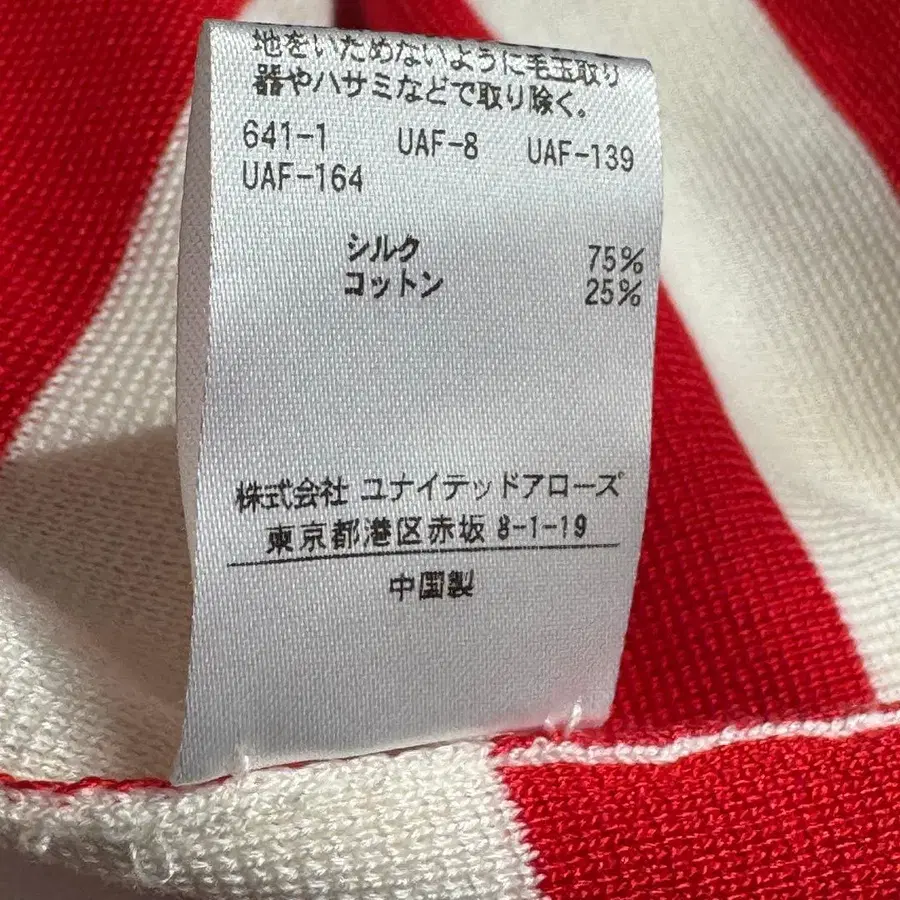 地をいためないように毛玉取り
器やハサミなどで取り除く。
641-1 UAF-8 UAF-139
UAF-164
シルク 75%
コットン 25%
株式会社 ユナイテッドアローズ
東京都港区赤坂 8-1-19
中国製